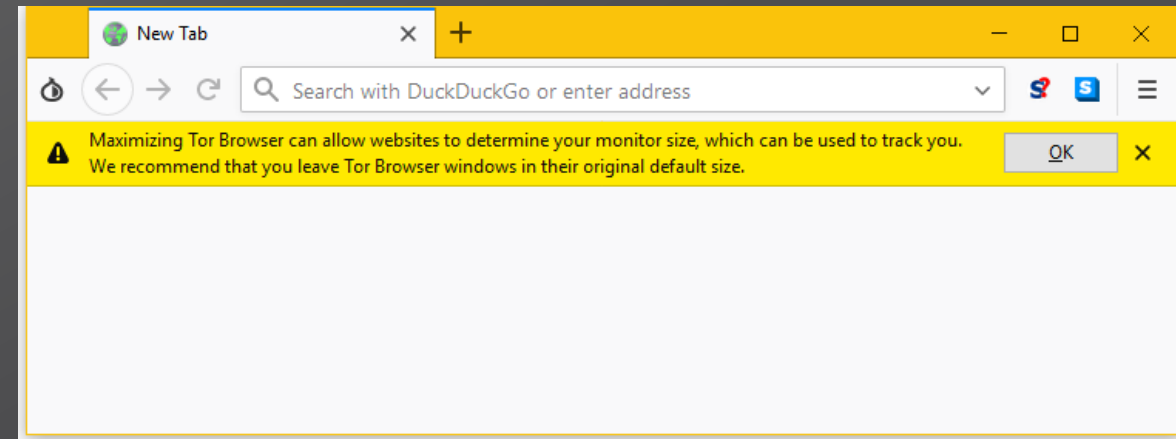 New Tab
Search with DuckDuckGo or enter address
S?
S
Maximizing Tor Browser can allow websites to determine your monitor size, which can be used to track you.
We recommend that you leave Tor Browser windows in their original default size.
OK